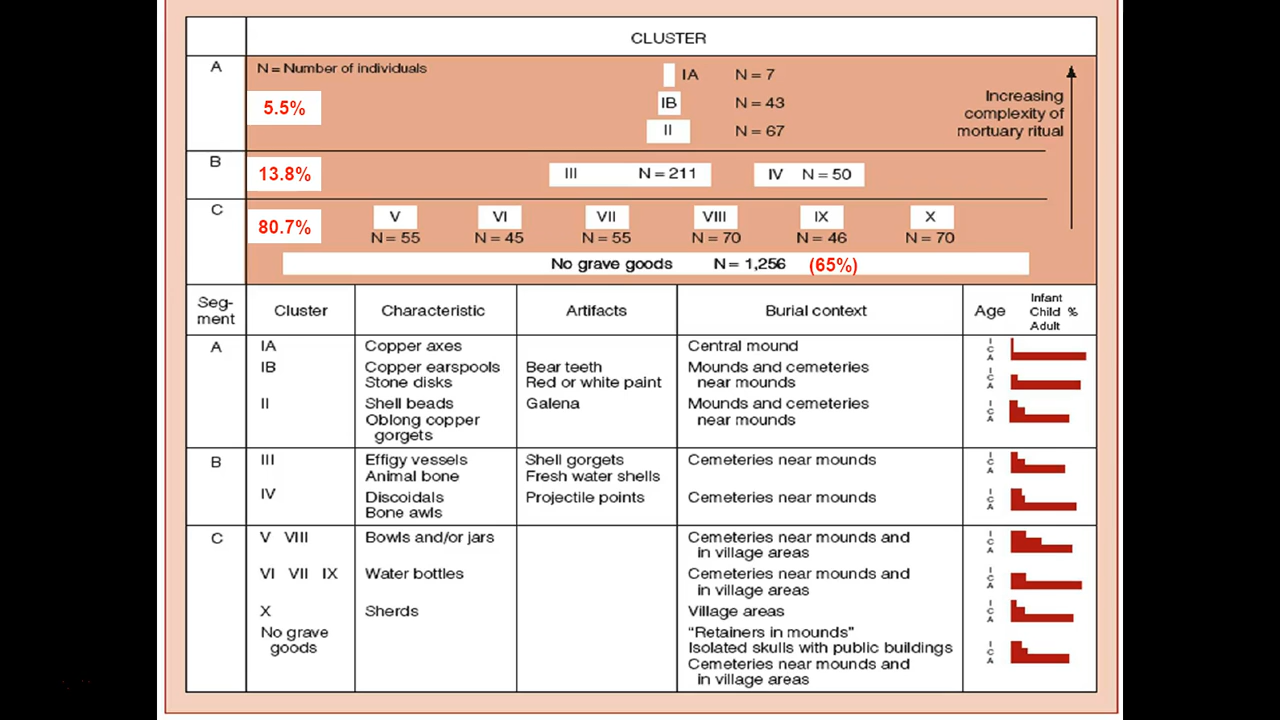 CLUSTER
A
N = Number of individuals
5.5%
IA N = 7
IB N = 43
II N = 67
Increasing
complexity of
mortuary ritual
B
13.8%
III N = 211 IV N = 50
C
80.7%
V VI VII VIII IX X
N = 55 N = 45 N = 55 N = 70 N = 46 N = 70
No grave goods N = 1,256 (65%)
Seg-
ment
Cluster
Characteristic
Artifacts
Burial context
Age
Infant
Child %
Adult
A
IA Copper axes Central mound
I
C
A
IB Copper earspools Bear teeth Mounds and cemeteries
Stone disks Red or white paint near mounds
I
C
A
II Shell beads Galena Mounds and cemeteries
Oblong copper near mounds
gorgets
I
C
A
B
III Effigy vessels Shell gorgets Cemeteries near mounds
Animal bone Fresh water shells
I
C
A
IV Discoidals Projectile points Cemeteries near mounds
Bone awls
I
C
A
C
V VIII Bowls and/or jars Cemeteries near mounds and
in village areas
I
C
A
VI VII IX Water bottles Cemeteries near mounds and
in village areas
I
C
A
X Sherds Village areas
I
C
A
No grave "Retainers in mounds"
goods Isolated skulls with public buildings
Cemeteries near mounds and
in village areas
I
C
A